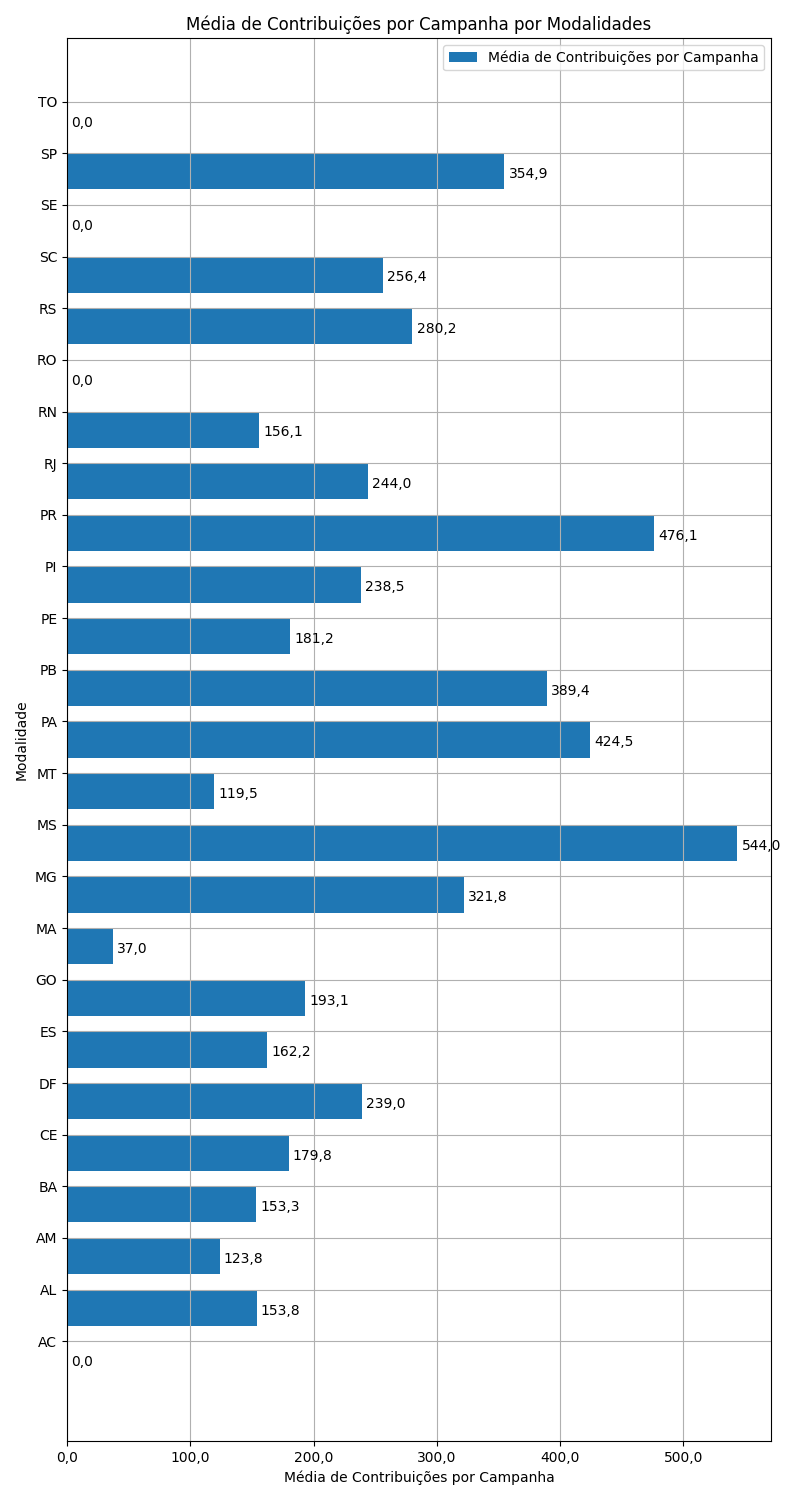 Média de Contribuições por Campanha por Modalidades
Média de Contribuições por Campanha
TO
0,0
SP
354,9
SE
0,0
SC
256,4
RS
280,2
RO
0,0
RN
156,1
RJ
244,0
PR
476,1
PI
238,5
PE
181,2
PB
389,4
PA
424,5
MT
119,5
MS
544,0
MG
321,8
MA
37,0
GO
193,1
ES
162,2
DF
239,0
CE
179,8
BA
153,3
AM
123,8
AL
153,8
AC
0,0
Modalidade
0,0 100,0 200,0 300,0 400,0 500,0
Média de Contribuições por Campanha